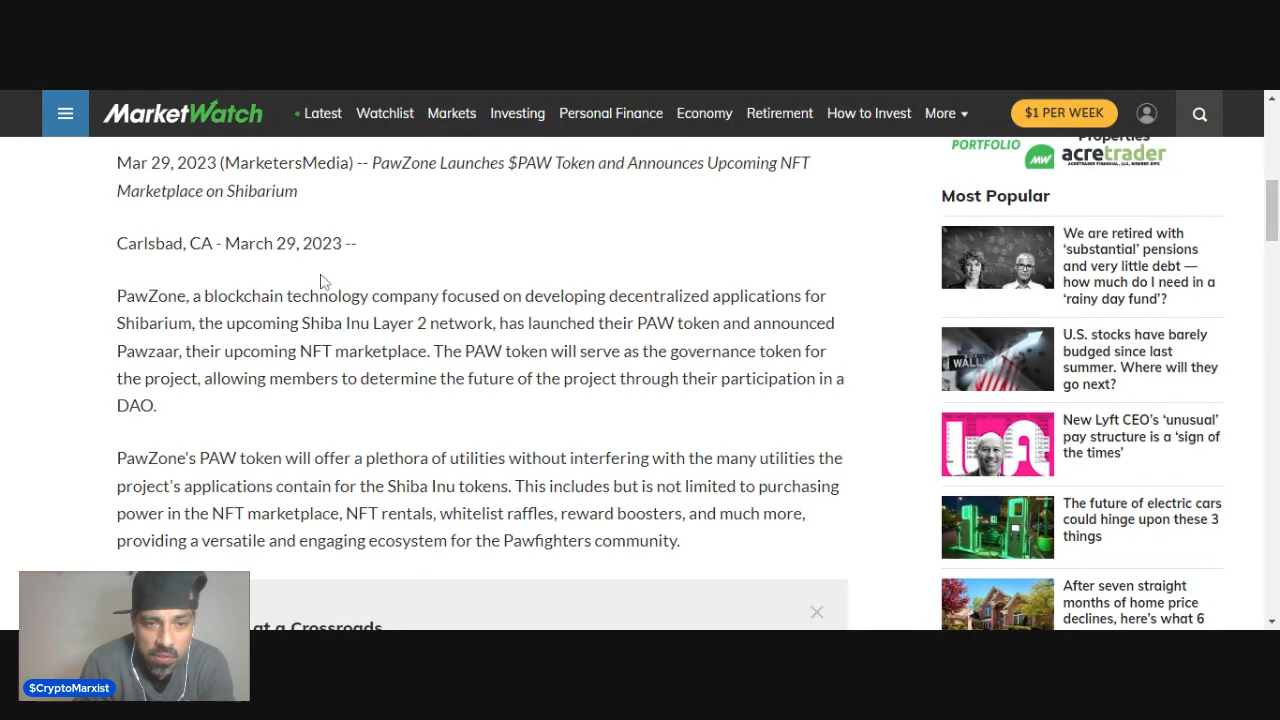 MarketWatch
• Latest
Watchlist
Markets
Investing
Personal Finance
Economy
Retirement
How to Invest
More
$1 PER WEEK
Mar 29, 2023 (MarketersMedia) -- PawZone Launches $PAW Token and Announces Upcoming NFT
Marketplace on Shibarium
Carlsbad, CA - March 29, 2023 --
PawZone, a blockchain technology company focused on developing decentralized applications for
Shibarium, the upcoming Shiba Inu Layer 2 network, has launched their PAW token and announced
Pawzaar, their upcoming NFT marketplace. The PAW token will serve as the governance token for
the project, allowing members to determine the future of the project through their participation in a
DAO.
PawZone's PAW token will offer a plethora of utilities without interfering with the many utilities the
project's applications contain for the Shiba Inu tokens. This includes but is not limited to purchasing
power in the NFT marketplace, NFT rentals, whitelist raffles, reward boosters, and much more,
providing a versatile and engaging ecosystem for the Pawfighters community.
at a Crossroads
$CryptoMarxist
Properties
PORTFOLIO
MW
acretrader
ACRETRADER FINANCIAL, LLC, MEMBER SIPC
Most Popular
We are retired with
‘substantial’ pensions
and very little debt —
how much do I need in a
‘rainy day fund’?
WALL
U.S. stocks have barely
budged since last
summer. Where will they
go next?
New Lyft CEO’s ‘unusual’
pay structure is a ‘sign of
the times’
The future of electric cars
could hinge upon these 3
things
After seven straight
months of home price
declines, here’s what 6